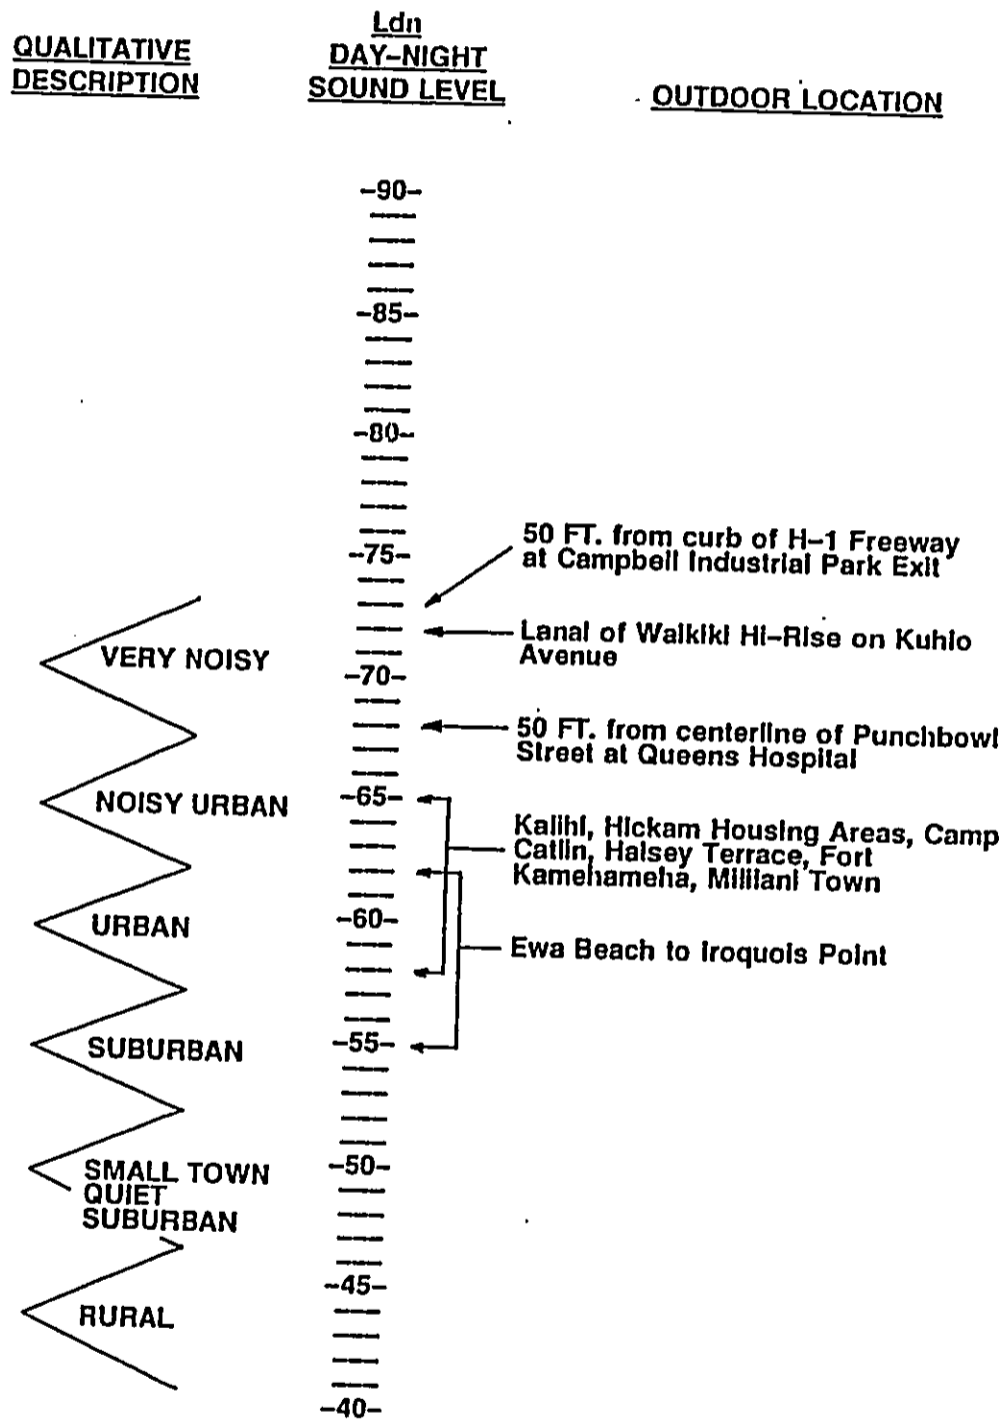 QUALITATIVE
DESCRIPTION
Ldn
DAY-NIGHT
SOUND LEVEL
OUTDOOR LOCATION
-90-
-85-
-80-
-75-
50 FT. from curb of H-1 Freeway
at Campbell Industrial Park Exit
Lanai of Waikiki Hi-Rise on Kuhio
Avenue
VERY NOISY
-70-
50 FT. from centerline of Punchbowl
Street at Queens Hospital
NOISY URBAN
-65-
Kalihi, Hickam Housing Areas, Camp
Catlin, Halsey Terrace, Fort
Kamehameha, Mililani Town
URBAN
-60-
Ewa Beach to Iroquois Point
SUBURBAN
-55-
SMALL TOWN
QUIET
SUBURBAN
-50-
-45-
RURAL
-40-